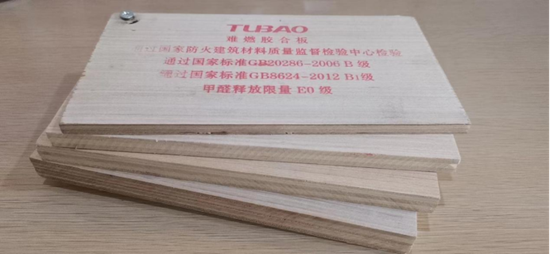 TUBAO
难燃胶合板
通过国家防火建筑材料质量监督检验中心检验
通过国家标准GB20286-2006 B 级
通过国家标准GB8624-2012 B1级
甲醛释放限量 E0 级